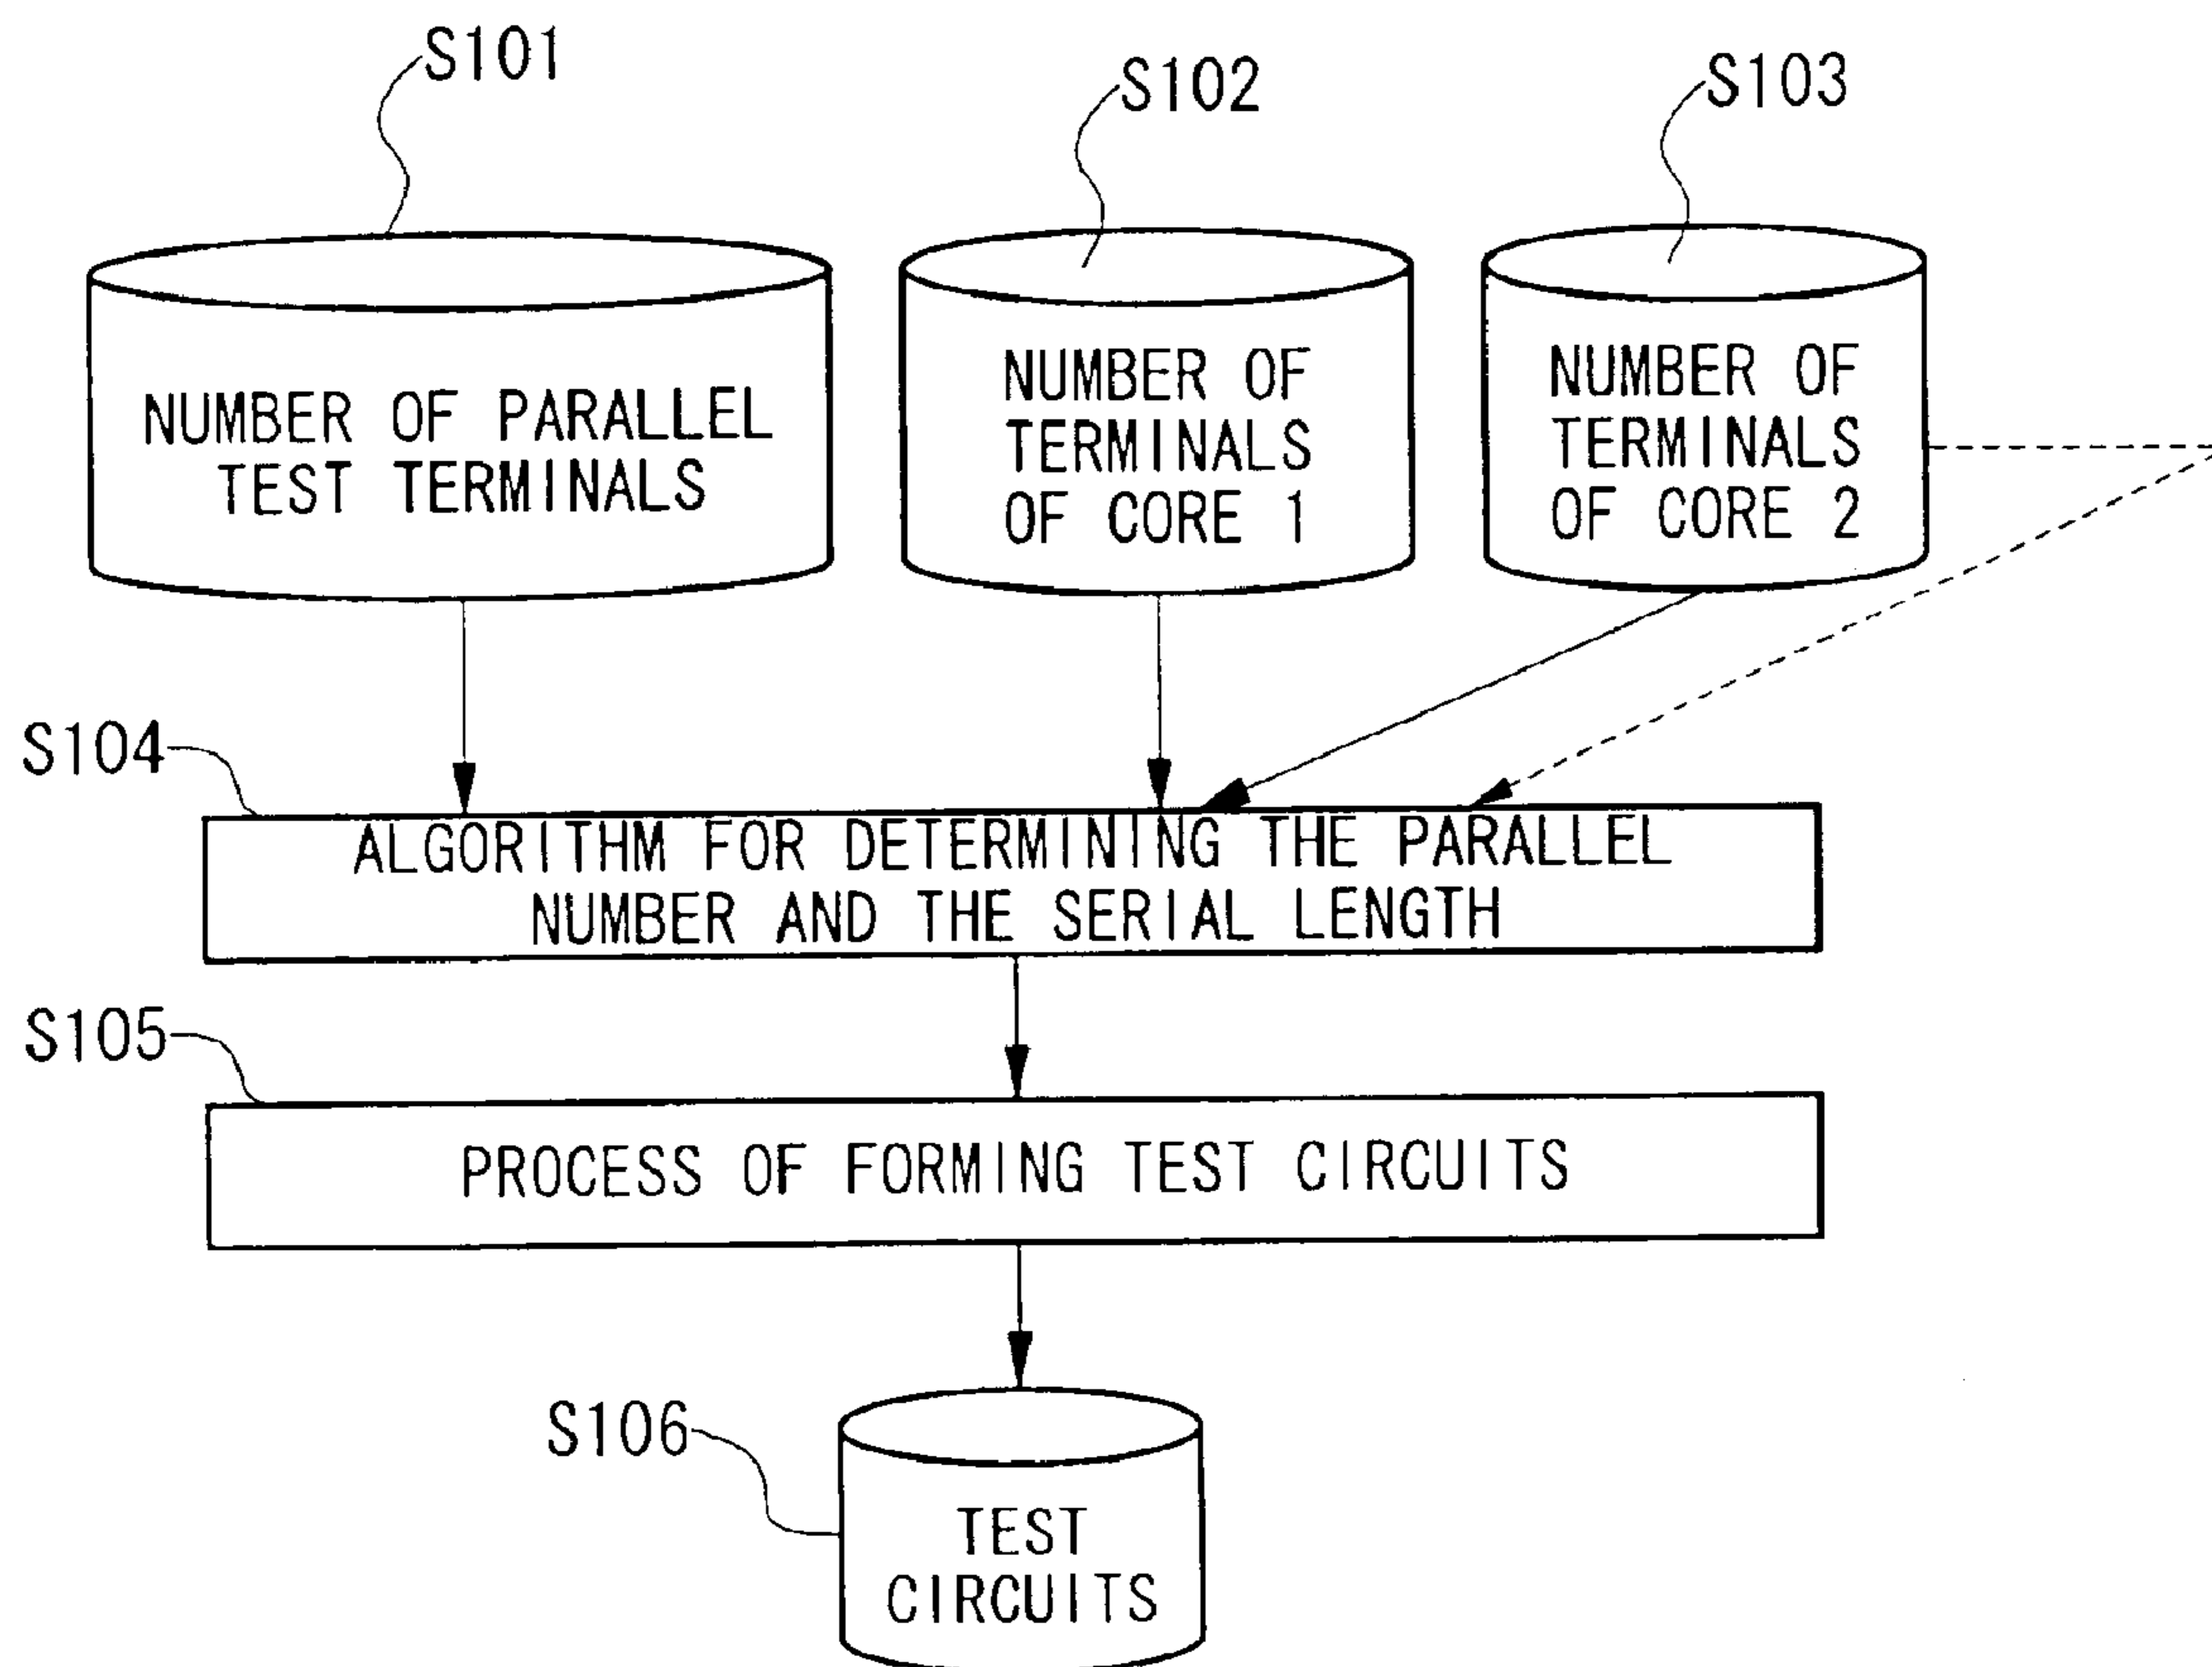 S101
S102
S103
NUMBER OF PARALLEL
TEST TERMINALS
NUMBER OF
TERMINALS
OF CORE 1
NUMBER OF
TERMINALS
OF CORE 2
S104
ALGORITHM FOR DETERMINING THE PARALLEL
NUMBER AND THE SERIAL LENGTH
S105
PROCESS OF FORMING TEST CIRCUITS
S106
TEST
CIRCUITS